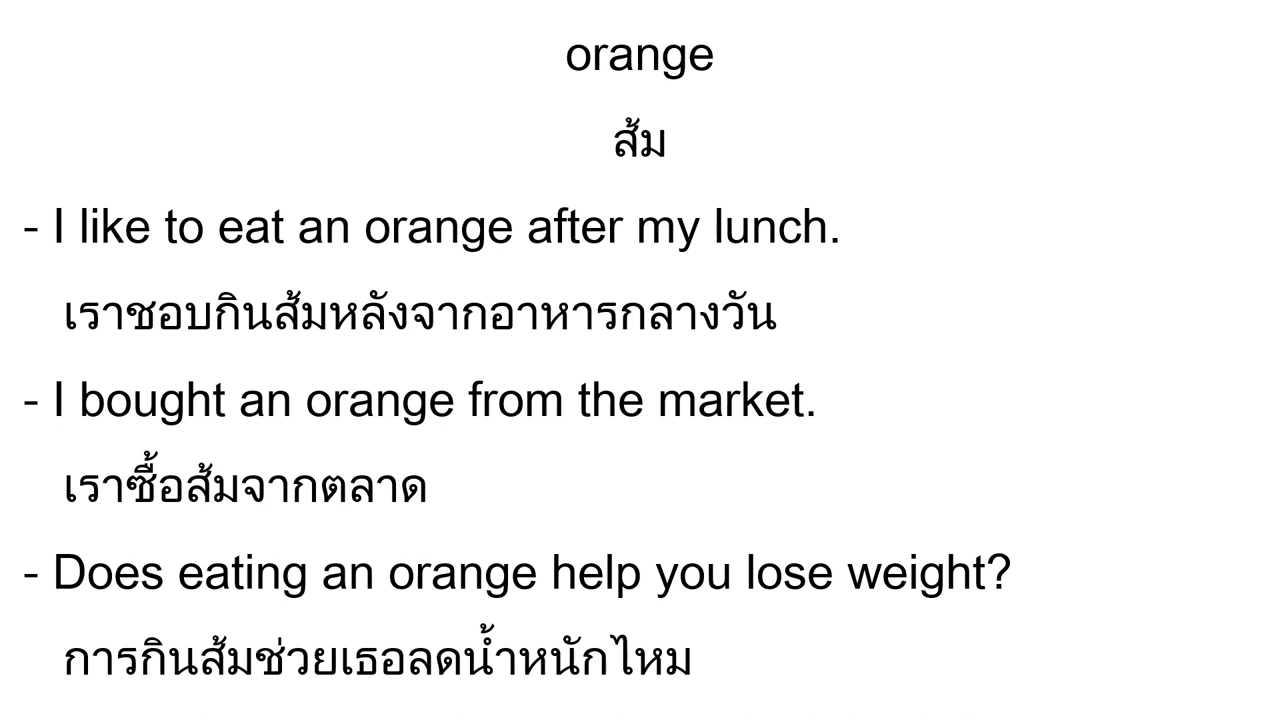 orange
ส้ม
- I like to eat an orange after my lunch.
เราชอบกินส้มหลังจากอาหารกลางวัน
- I bought an orange from the market.
เราซื้อส้มจากตลาด
- Does eating an orange help you lose weight?
การกินส้มช่วยเธอลดน้ำหนักไหม